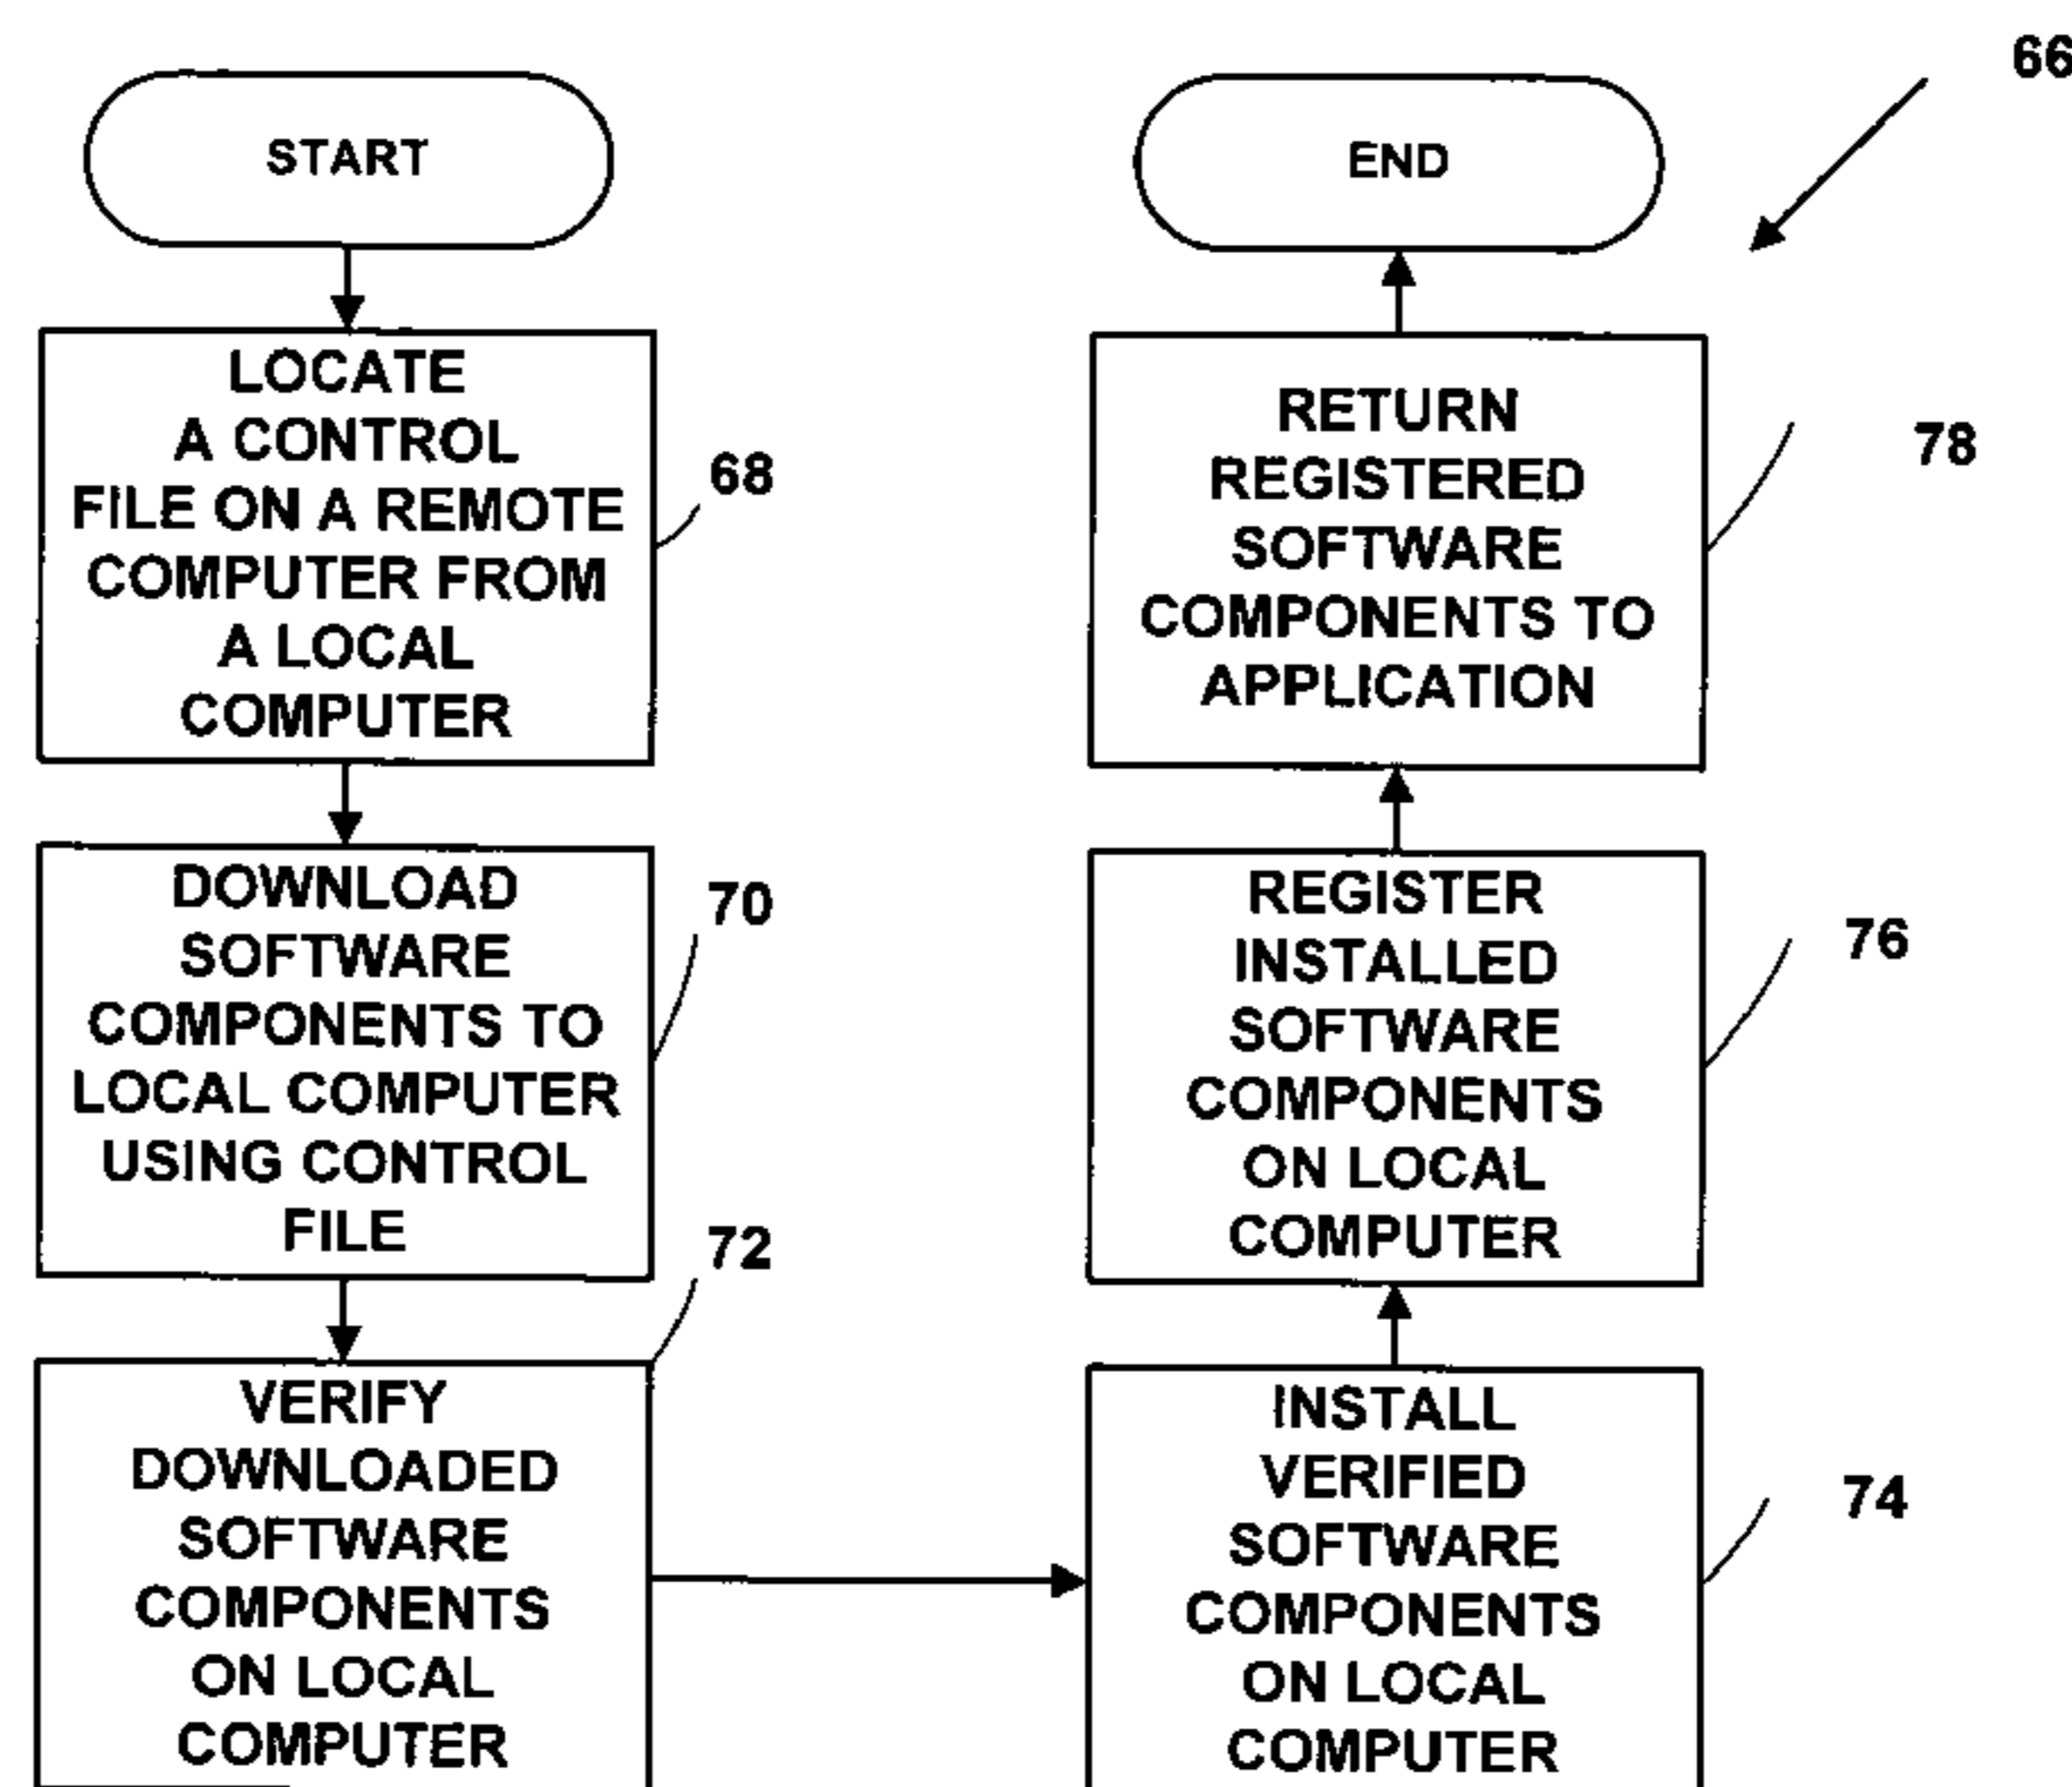 START
LOCATE
A CONTROL
FILE ON A REMOTE
COMPUTER FROM
A LOCAL
COMPUTER
68
DOWNLOAD
SOFTWARE
COMPONENTS TO
LOCAL COMPUTER
USING CONTROL
FILE
70
VERIFY
DOWNLOADED
SOFTWARE
COMPONENTS
ON LOCAL
COMPUTER
72
INSTALL
VERIFIED
SOFTWARE
COMPONENTS
ON LOCAL
COMPUTER
74
REGISTER
INSTALLED
SOFTWARE
COMPONENTS
ON LOCAL
COMPUTER
76
RETURN
REGISTERED
SOFTWARE
COMPONENTS TO
APPLICATION
78
END
66